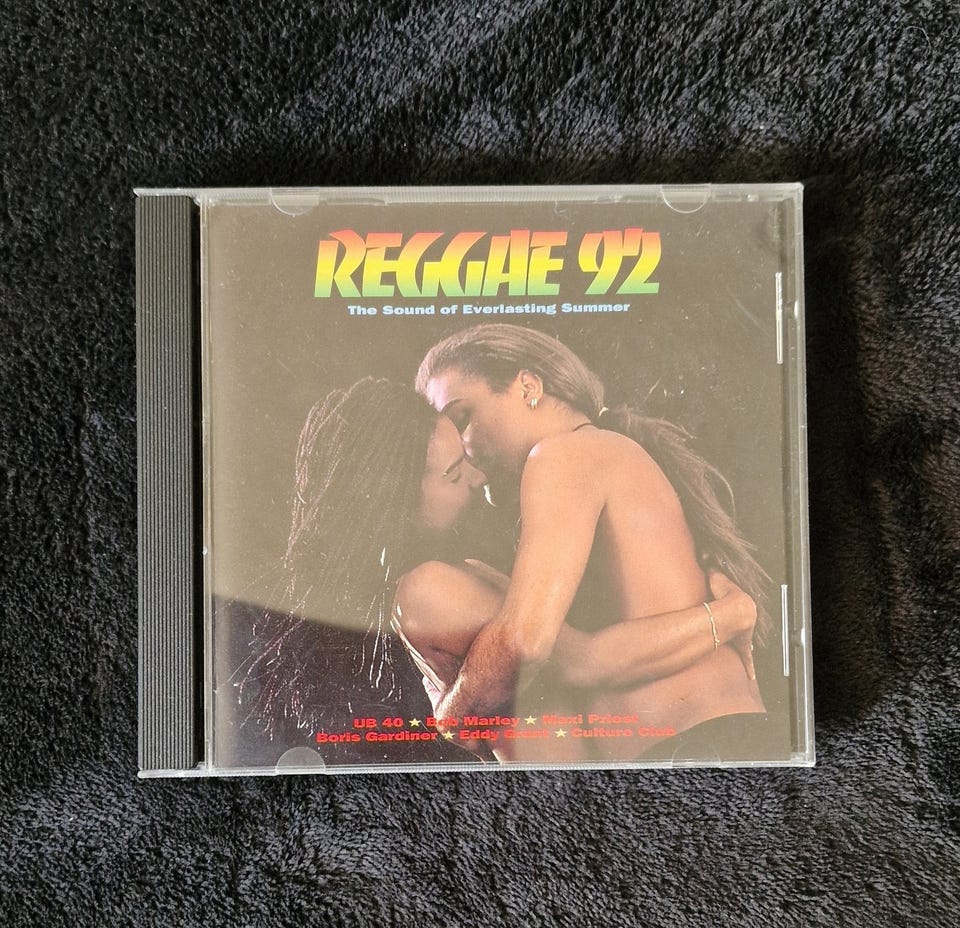 REGGAE 92
The Sound of Everlasting Summer
UB 40 ★ Bob Marley ★ Maxi Priest
Boris Gardiner ★ Eddy Grant ★ Culture Club